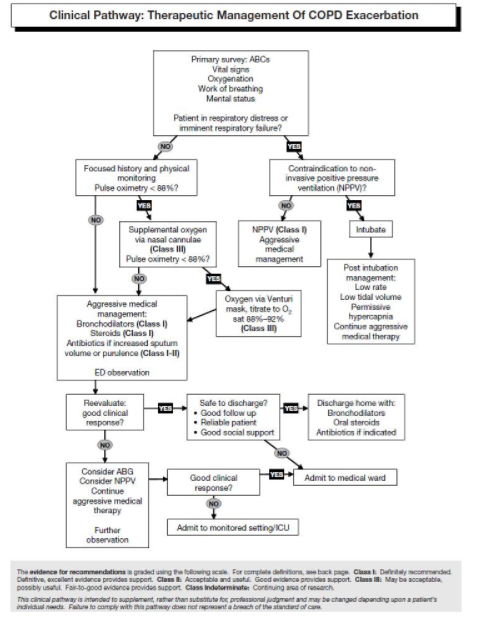 Clinical Pathway: Therapeutic Management Of COPD Exacerbation
Primary survey: ABCs
Vital signs
Oxygenation
Work of breathing
Mental status
Patient in respiratory distress or
imminent respiratory failure?
NO
YES
Focused history and physical
monitoring
Pulse oximetry < 88%?
Contraindication to non-
invasive positive pressure
ventilation (NPPV)?
NO
YES
NO
YES
Supplemental oxygen
via nasal cannulae
(Class III)
Pulse oximetry < 88%?
NPPV (Class I)
Aggressive
medical
management
Intubate
NO
YES
Post intubation
management:
Low rate
Low tidal volume
Permissive
hypercapnia
Continue aggressive
medical therapy
Oxygen via Venturi
mask, titrate to O2
sat 88%–92%
(Class III)
Aggressive medical
management:
Bronchodilators (Class I)
Steroids (Class I)
Antibiotics if increased sputum
volume or purulence (Class I-II)
ED observation
Reevaluate:
good clinical
response?
YES
Safe to discharge?
• Good follow up
• Reliable patient
• Good social support
YES
Discharge home with:
Bronchodilators
Oral steroids
Antibiotics if indicated
NO
NO
Consider ABG
Consider NPPV
Continue
aggressive medical
therapy
Further
observation
Good clinical
response?
YES
Admit to medical ward
NO
Admit to monitored setting/ICU
The evidence for recommendations is graded using the following scale. For complete definitions, see back page. Class I: Definitely recommended.
Definitive, excellent evidence provides support. Class II: Acceptable and useful. Good evidence provides support. Class III: May be acceptable,
possibly useful. Fair-to-good evidence provides support. Class Indeterminate: Continuing area of research.
This clinical pathway is intended to supplement, rather than substitute for, professional judgment and may be changed depending upon a patient's
individual needs. Failure to comply with this pathway does not represent a breach of the standard of care.